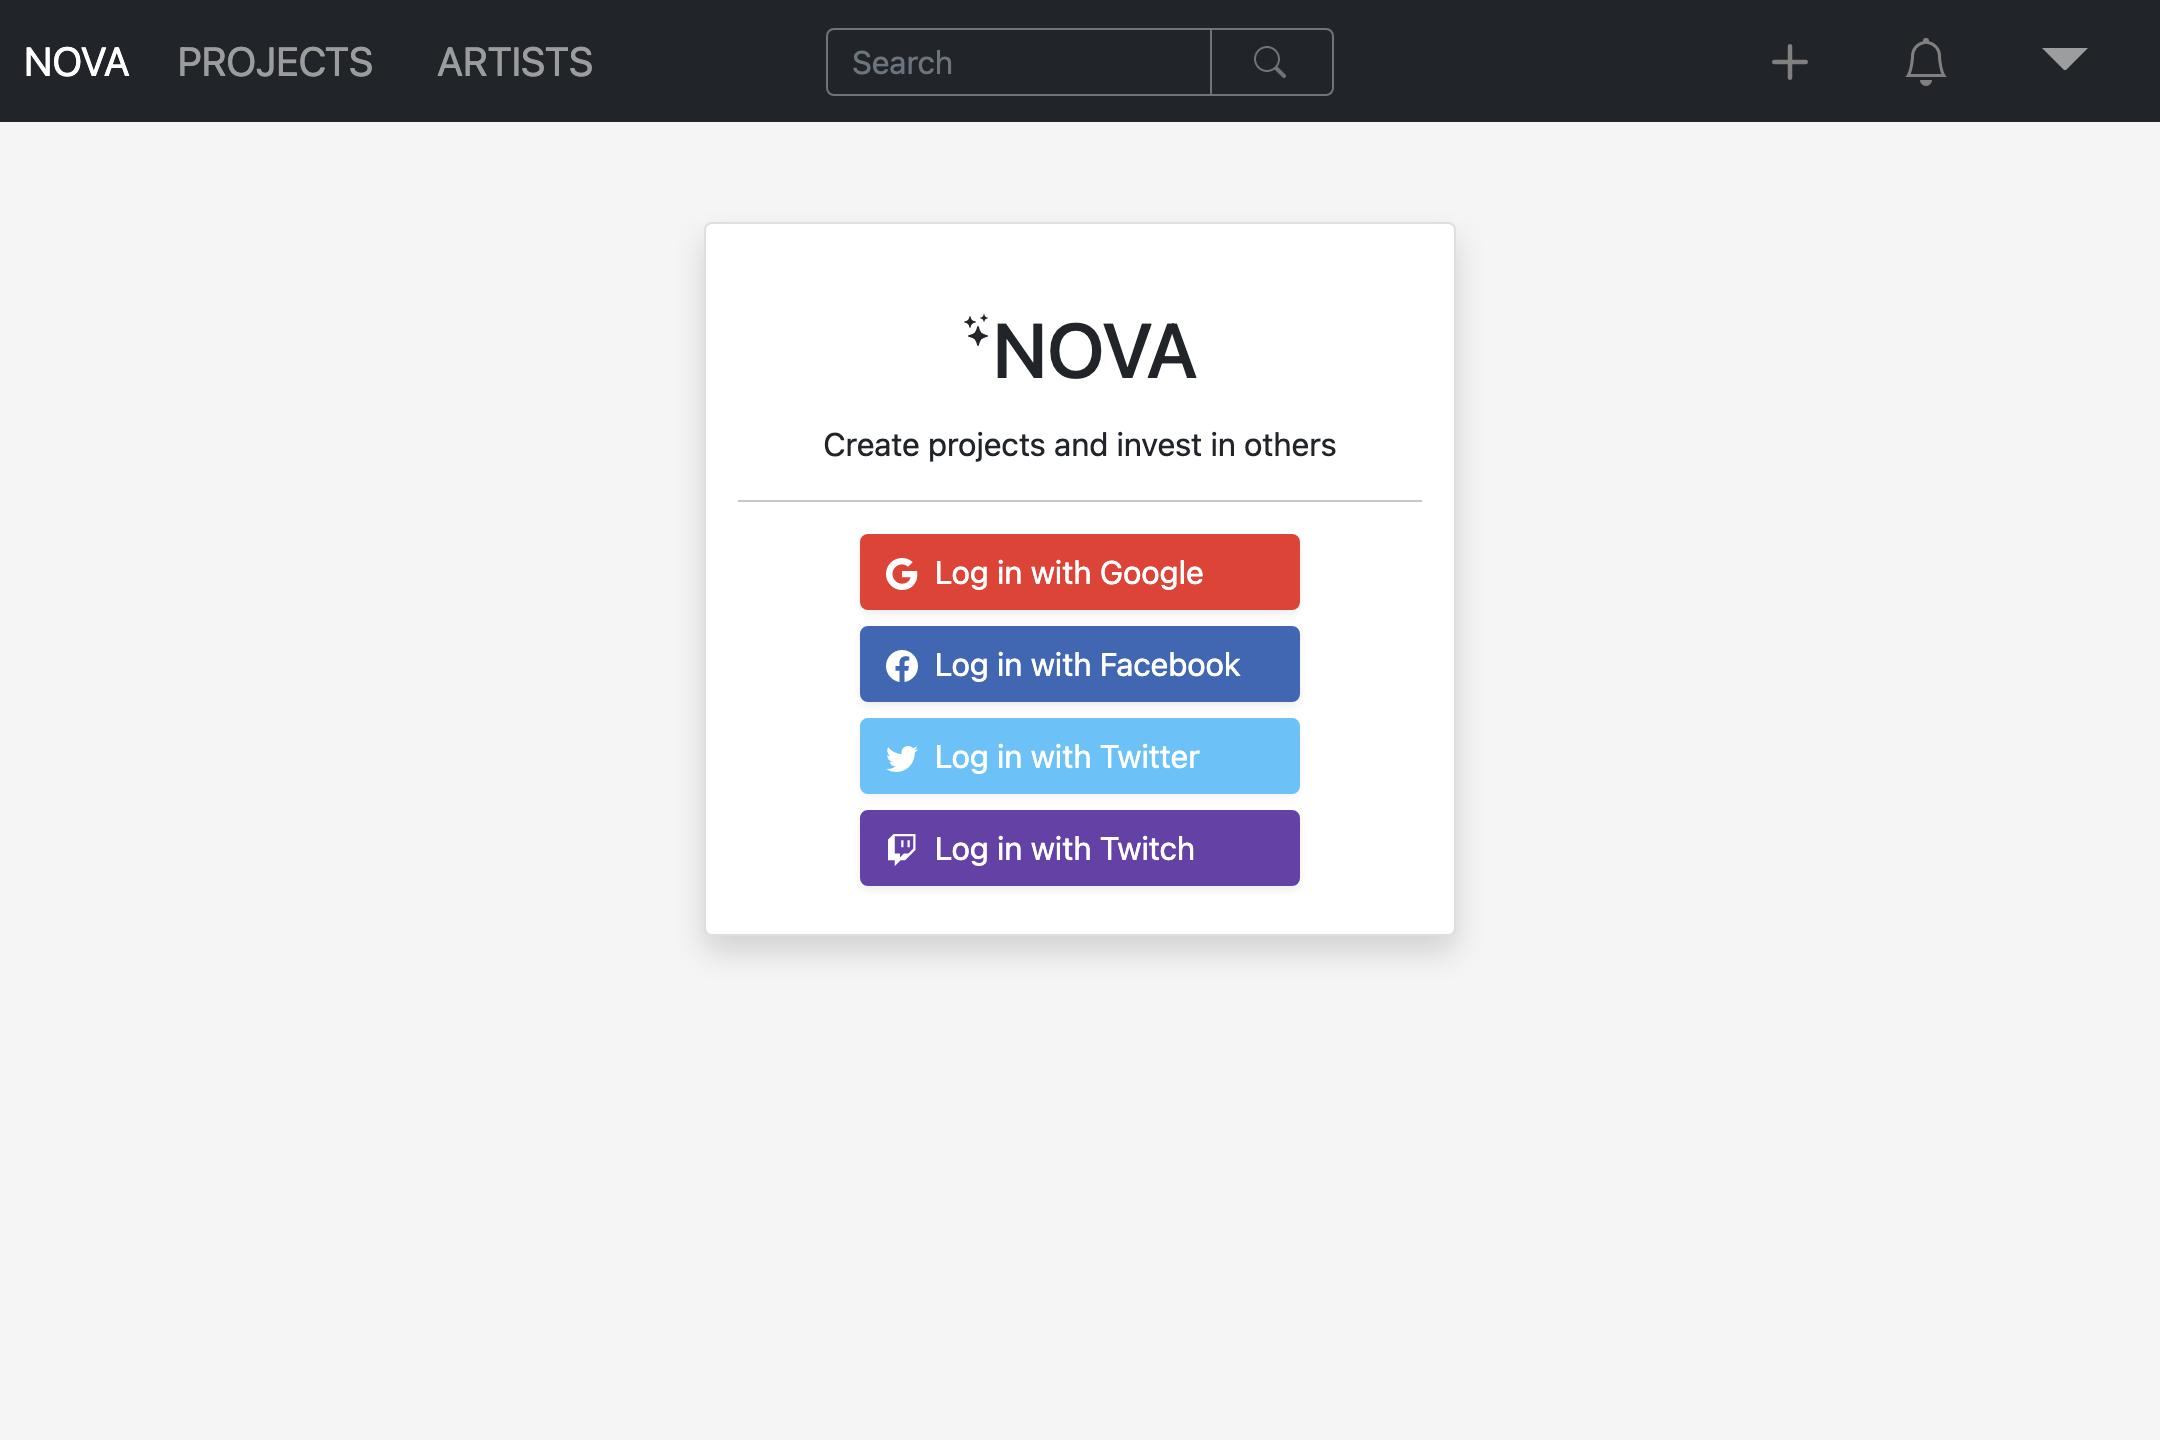 NOVA PROJECTS ARTISTS Search
NOVA
Create projects and invest in others
Log in with Google
Log in with Facebook
Log in with Twitter
Log in with Twitch